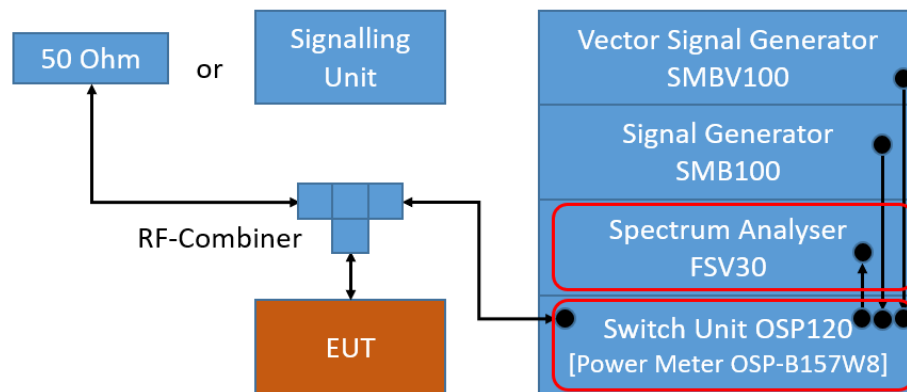 50 Ohm
or
Signalling
Unit
RF-Combiner
EUT
Vector Signal Generator
SMBV100
Signal Generator
SMB100
Spectrum Analyser
FSV30
Switch Unit OSP120
[Power Meter OSP-B157W8]